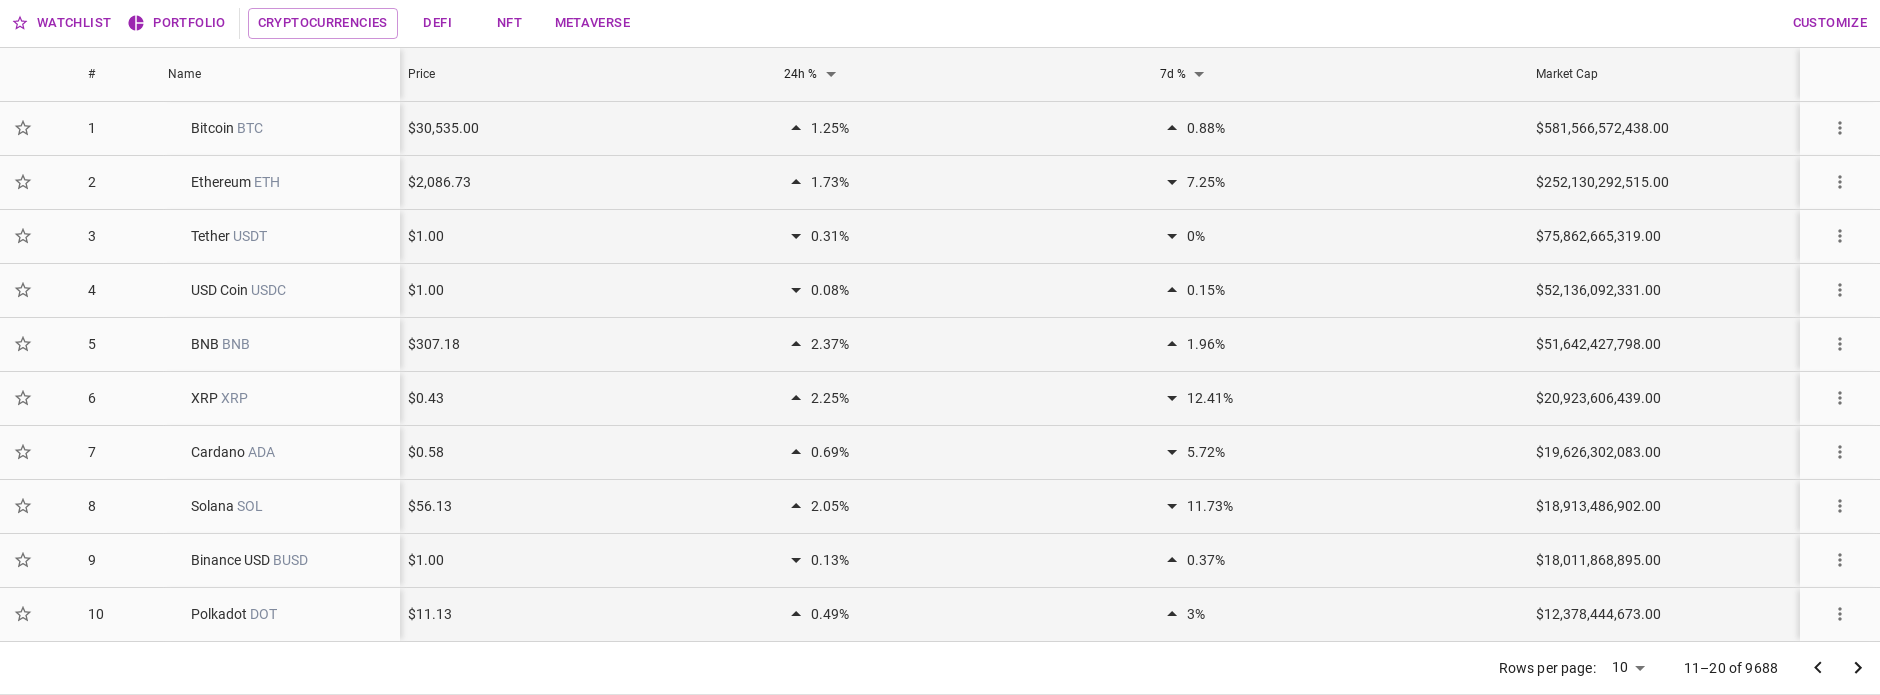 WATCHLIST PORTFOLIO CRYPTOCURRENCIES DEFI NFT METAVERSE CUSTOMIZE
# Name Price 24h % 7d % Market Cap
1 Bitcoin BTC $30,535.00 1.25% 0.88% $581,566,572,438.00
2 Ethereum ETH $2,086.73 1.73% 7.25% $252,130,292,515.00
3 Tether USDT $1.00 0.31% 0% $75,862,665,319.00
4 USD Coin USDC $1.00 0.08% 0.15% $52,136,092,331.00
5 BNB BNB $307.18 2.37% 1.96% $51,642,427,798.00
6 XRP XRP $0.43 2.25% 12.41% $20,923,606,439.00
7 Cardano ADA $0.58 0.69% 5.72% $19,626,302,083.00
8 Solana SOL $56.13 2.05% 11.73% $18,913,486,902.00
9 Binance USD BUSD $1.00 0.13% 0.37% $18,011,868,895.00
10 Polkadot DOT $11.13 0.49% 3% $12,378,444,673.00
Rows per page: 10 11–20 of 9688